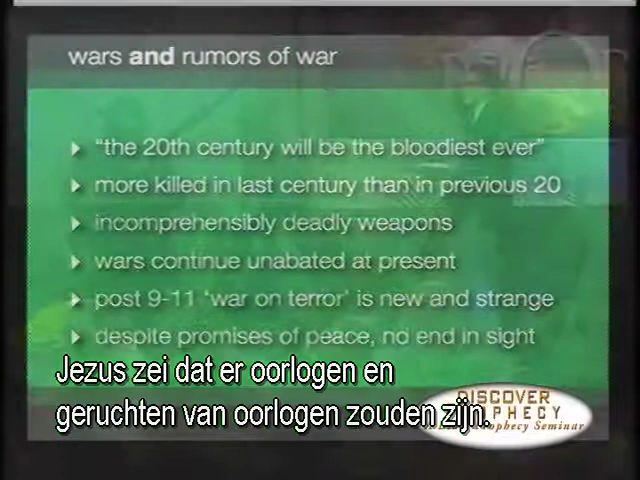 wars and rumors of war
"the 20th century will be the bloodiest ever"
more killed in last century than in previous 20
incomprehensibly deadly weapons
wars continue unabated at present
post 9-11 'war on terror' is new and strange
despite promises of peace, no end in sight
Jezus zei dat er oorlogen en
geruchten van oorlogen zouden zijn.
DISCOVER
Prophecy Seminar